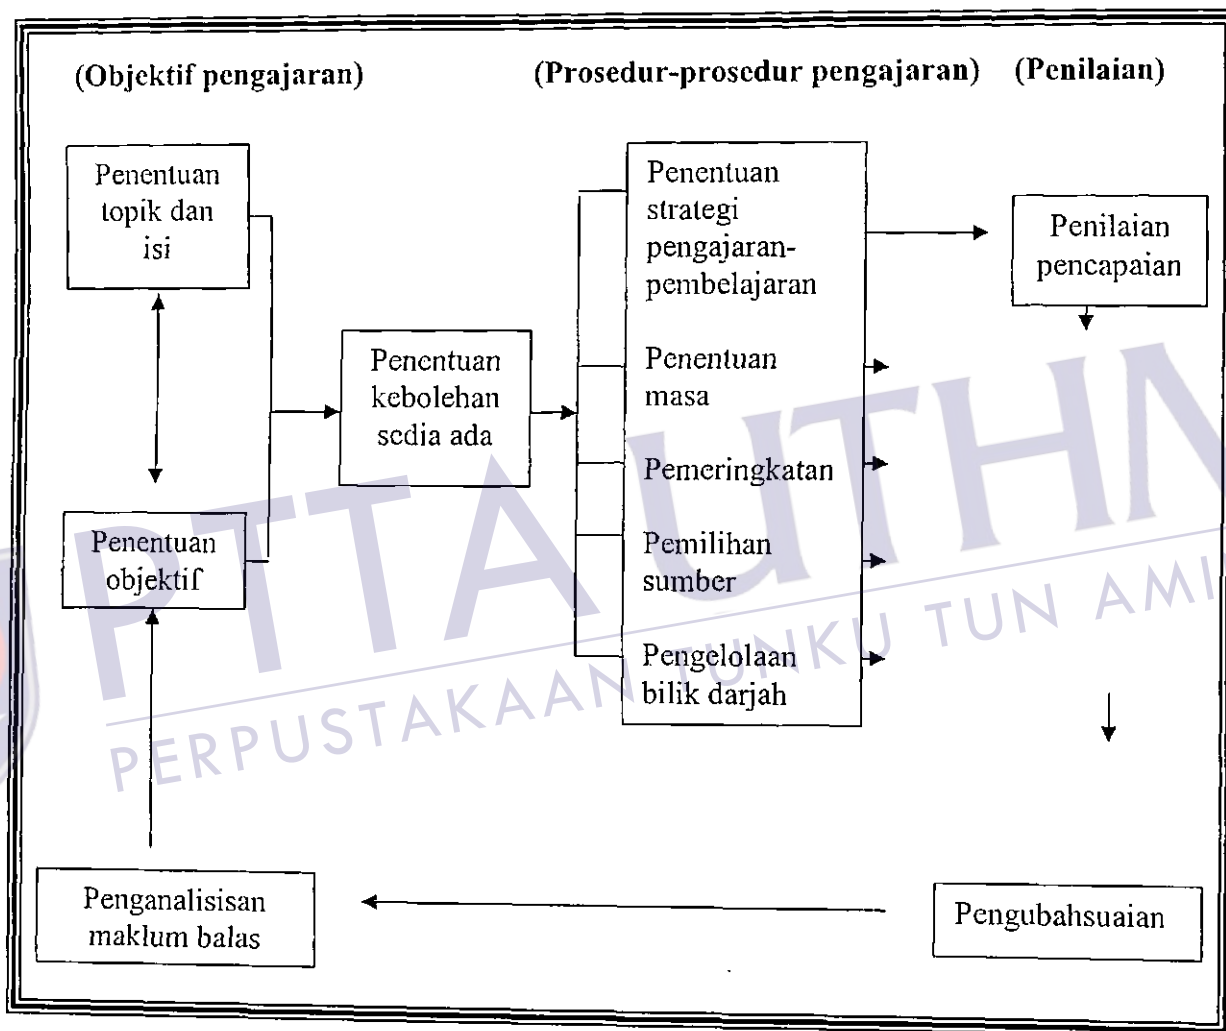 (Objektif pengajaran)
(Prosedur-prosedur pengajaran)
(Penilaian)
Penentuan
topik dan
isi
Penentuan
objektif
Penentuan
kebolehan
sedia ada
Penentuan
strategi
pengajaran-
pembelajaran
Penentuan
masa
Pemeringkatan
Pemilihan
sumber
Pengelolaan
bilik darjah
Penilaian
pencapaian
Pengubahsuaian
Penganalisisan
maklum balas
PTTA UTHM
PERPUSTAKAAN TUNKU TUN AMI